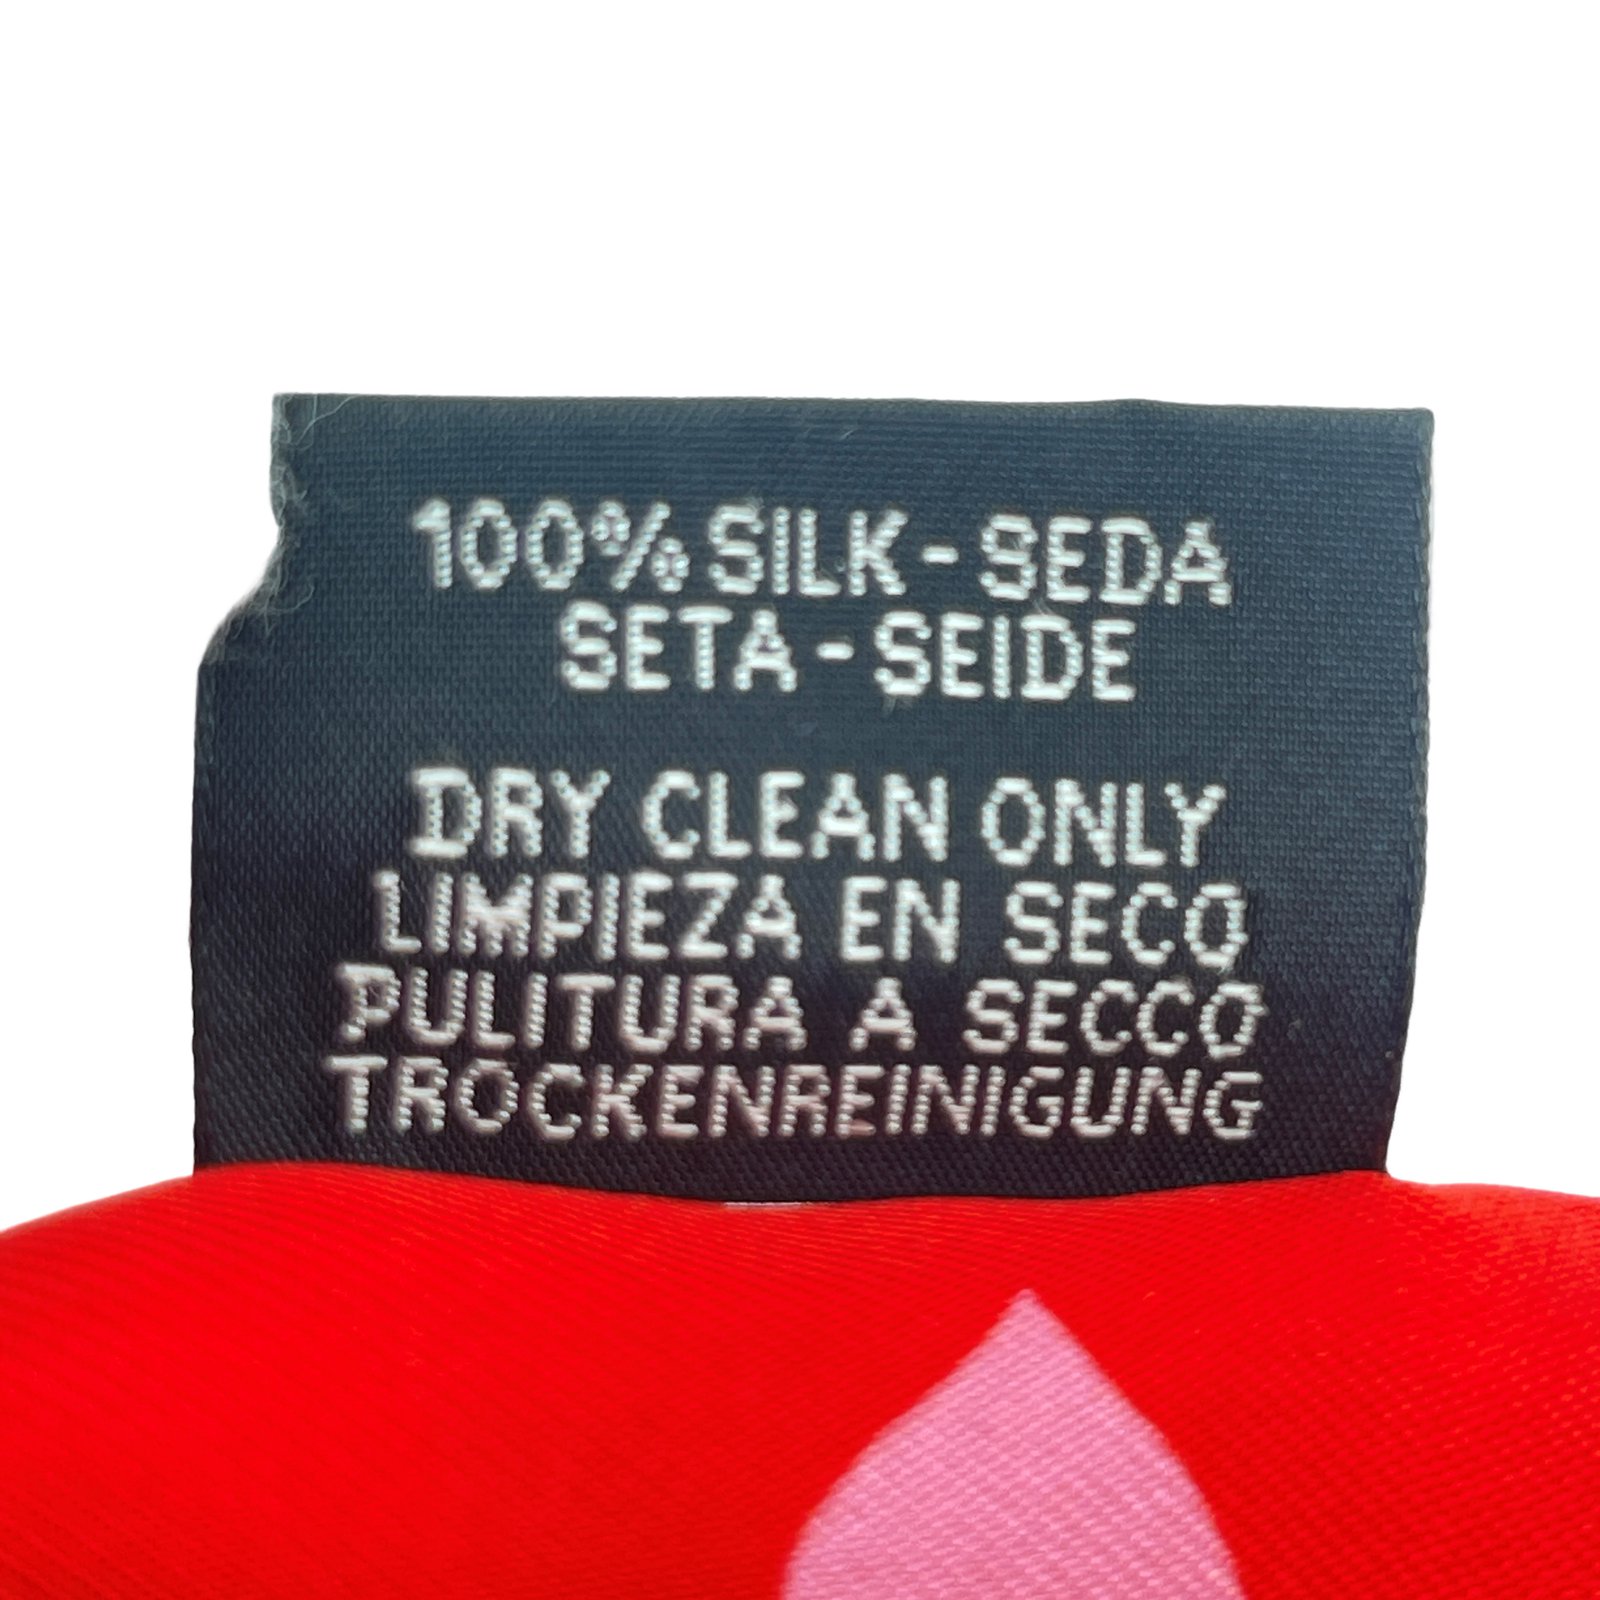 100% SILK - SEDA
SETA - SEIDE
DRY CLEAN ONLY
LIMPIEZA EN SECO
PULITURA A SECCO
TROCKENREINIGUNG